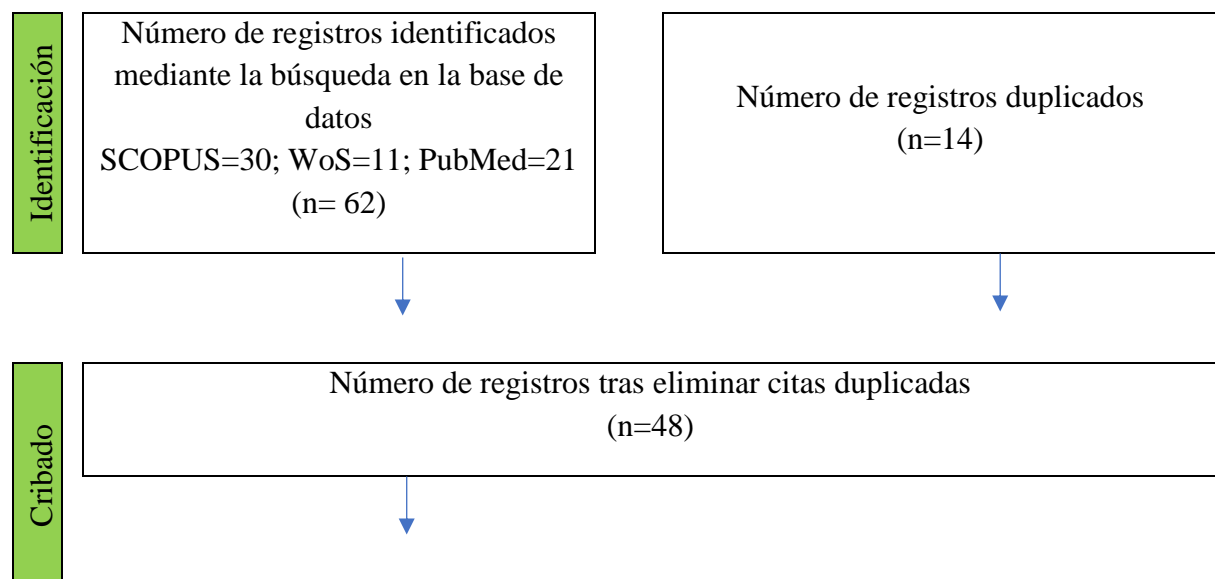 Identificación
Número de registros identificados
mediante la búsqueda en la base de
datos
SCOPUS=30; WoS=11; PubMed=21
(n= 62)
Número de registros duplicados
(n=14)
Cribado
Número de registros tras eliminar citas duplicadas
(n=48)